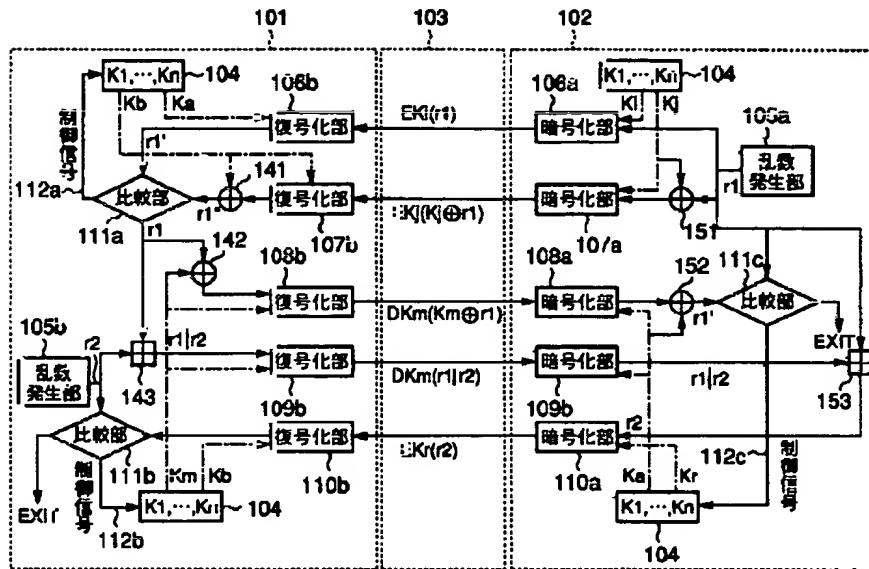 101
103
102
K1,…,Kn
104
106b
106a
K1,…,Kn
104
Kb
Ka
復号化部
EKi(r1)
暗号化部
Ki
Kj
105a
乱数
発生部
制御信号
r1'
141
r1
112a
比較部
r1"
復号化部
EKj(Kj⊕r1)
暗号化部
151
111a
107b
107a
r1
142
108b
108a
152
111c
復号化部
DKm(Km⊕r1)
暗号化部
r1'
比較部
EXIT
105b
r2
r1|r2
乱数
発生部
143
復号化部
DKm(r1|r2)
暗号化部
r1|r2
153
109b
109b
比較部
復号化部
EKr(r2)
暗号化部
r2
111b
Km
Kb
110b
110a
Ka
Kr
112c
制御信号
EXIT
制御信号
112b
K1,…,Kn
104
K1,…,Kn
104